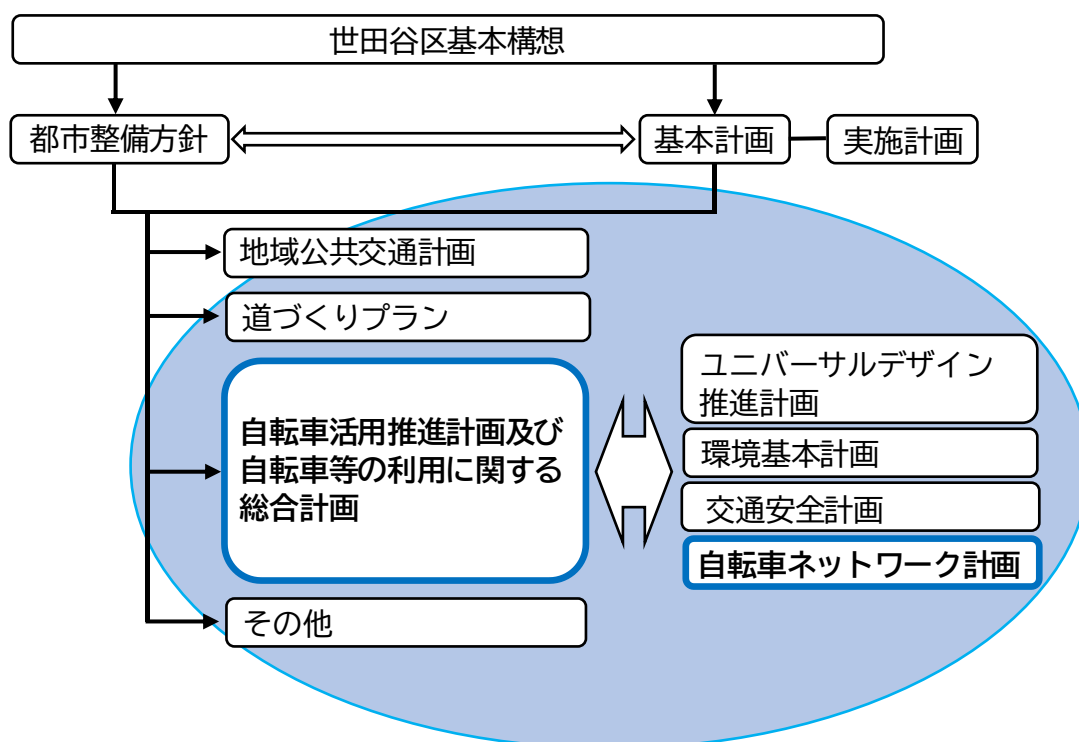 世田谷区基本構想
都市整備方針
基本計画
実施計画
地域公共交通計画
道づくりプラン
自転車活用推進計画及び
自転車等の利用に関する
総合計画
その他
ユニバーサルデザイン
推進計画
環境基本計画
交通安全計画
自転車ネットワーク計画